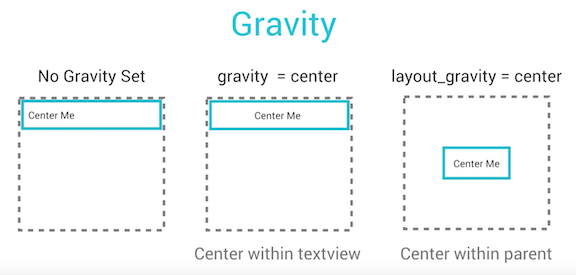 Gravity
No Gravity Set
gravity = center
layout_gravity = center
Center Me
Center Me
Center Me
Center within textview
Center within parent